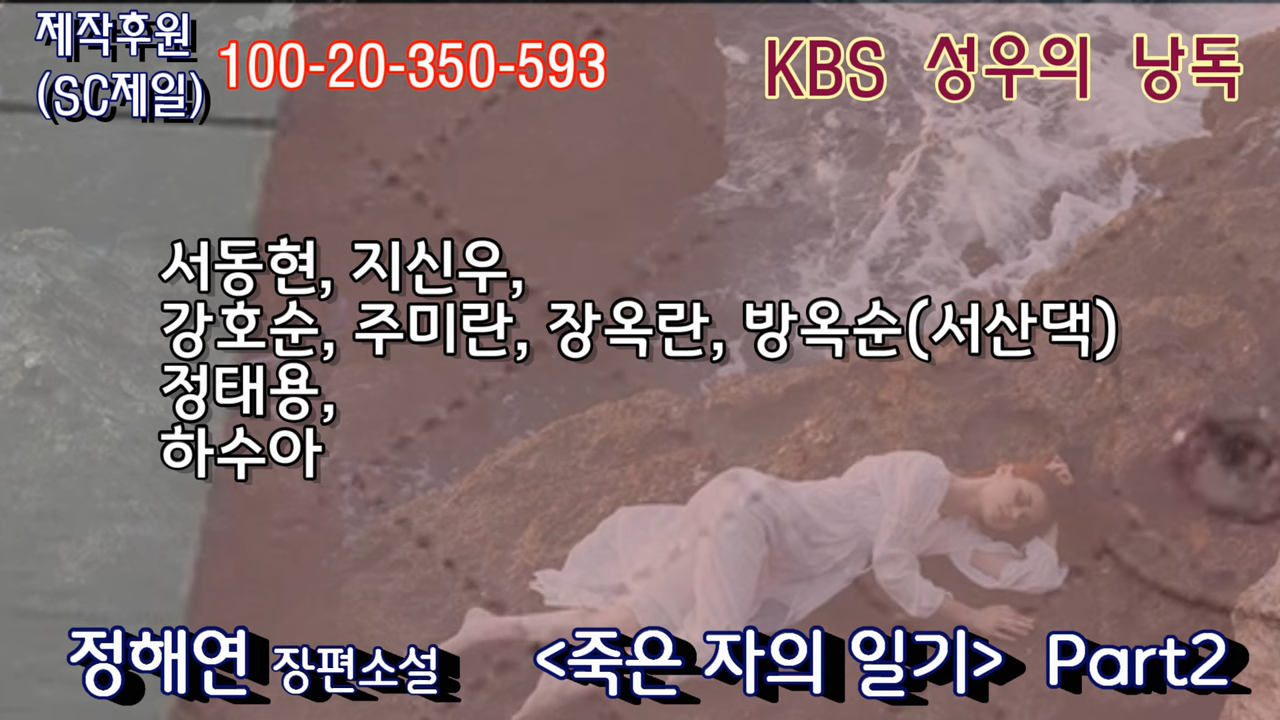 제작후원
(SC제일)
100-20-350-593
KBS 성우의 낭독
서동현, 지신우,
강호순, 주미란, 장옥란, 방옥순(서산댁)
정태용,
하수아
정해연 장편소설 <죽은 자의 일기> Part2